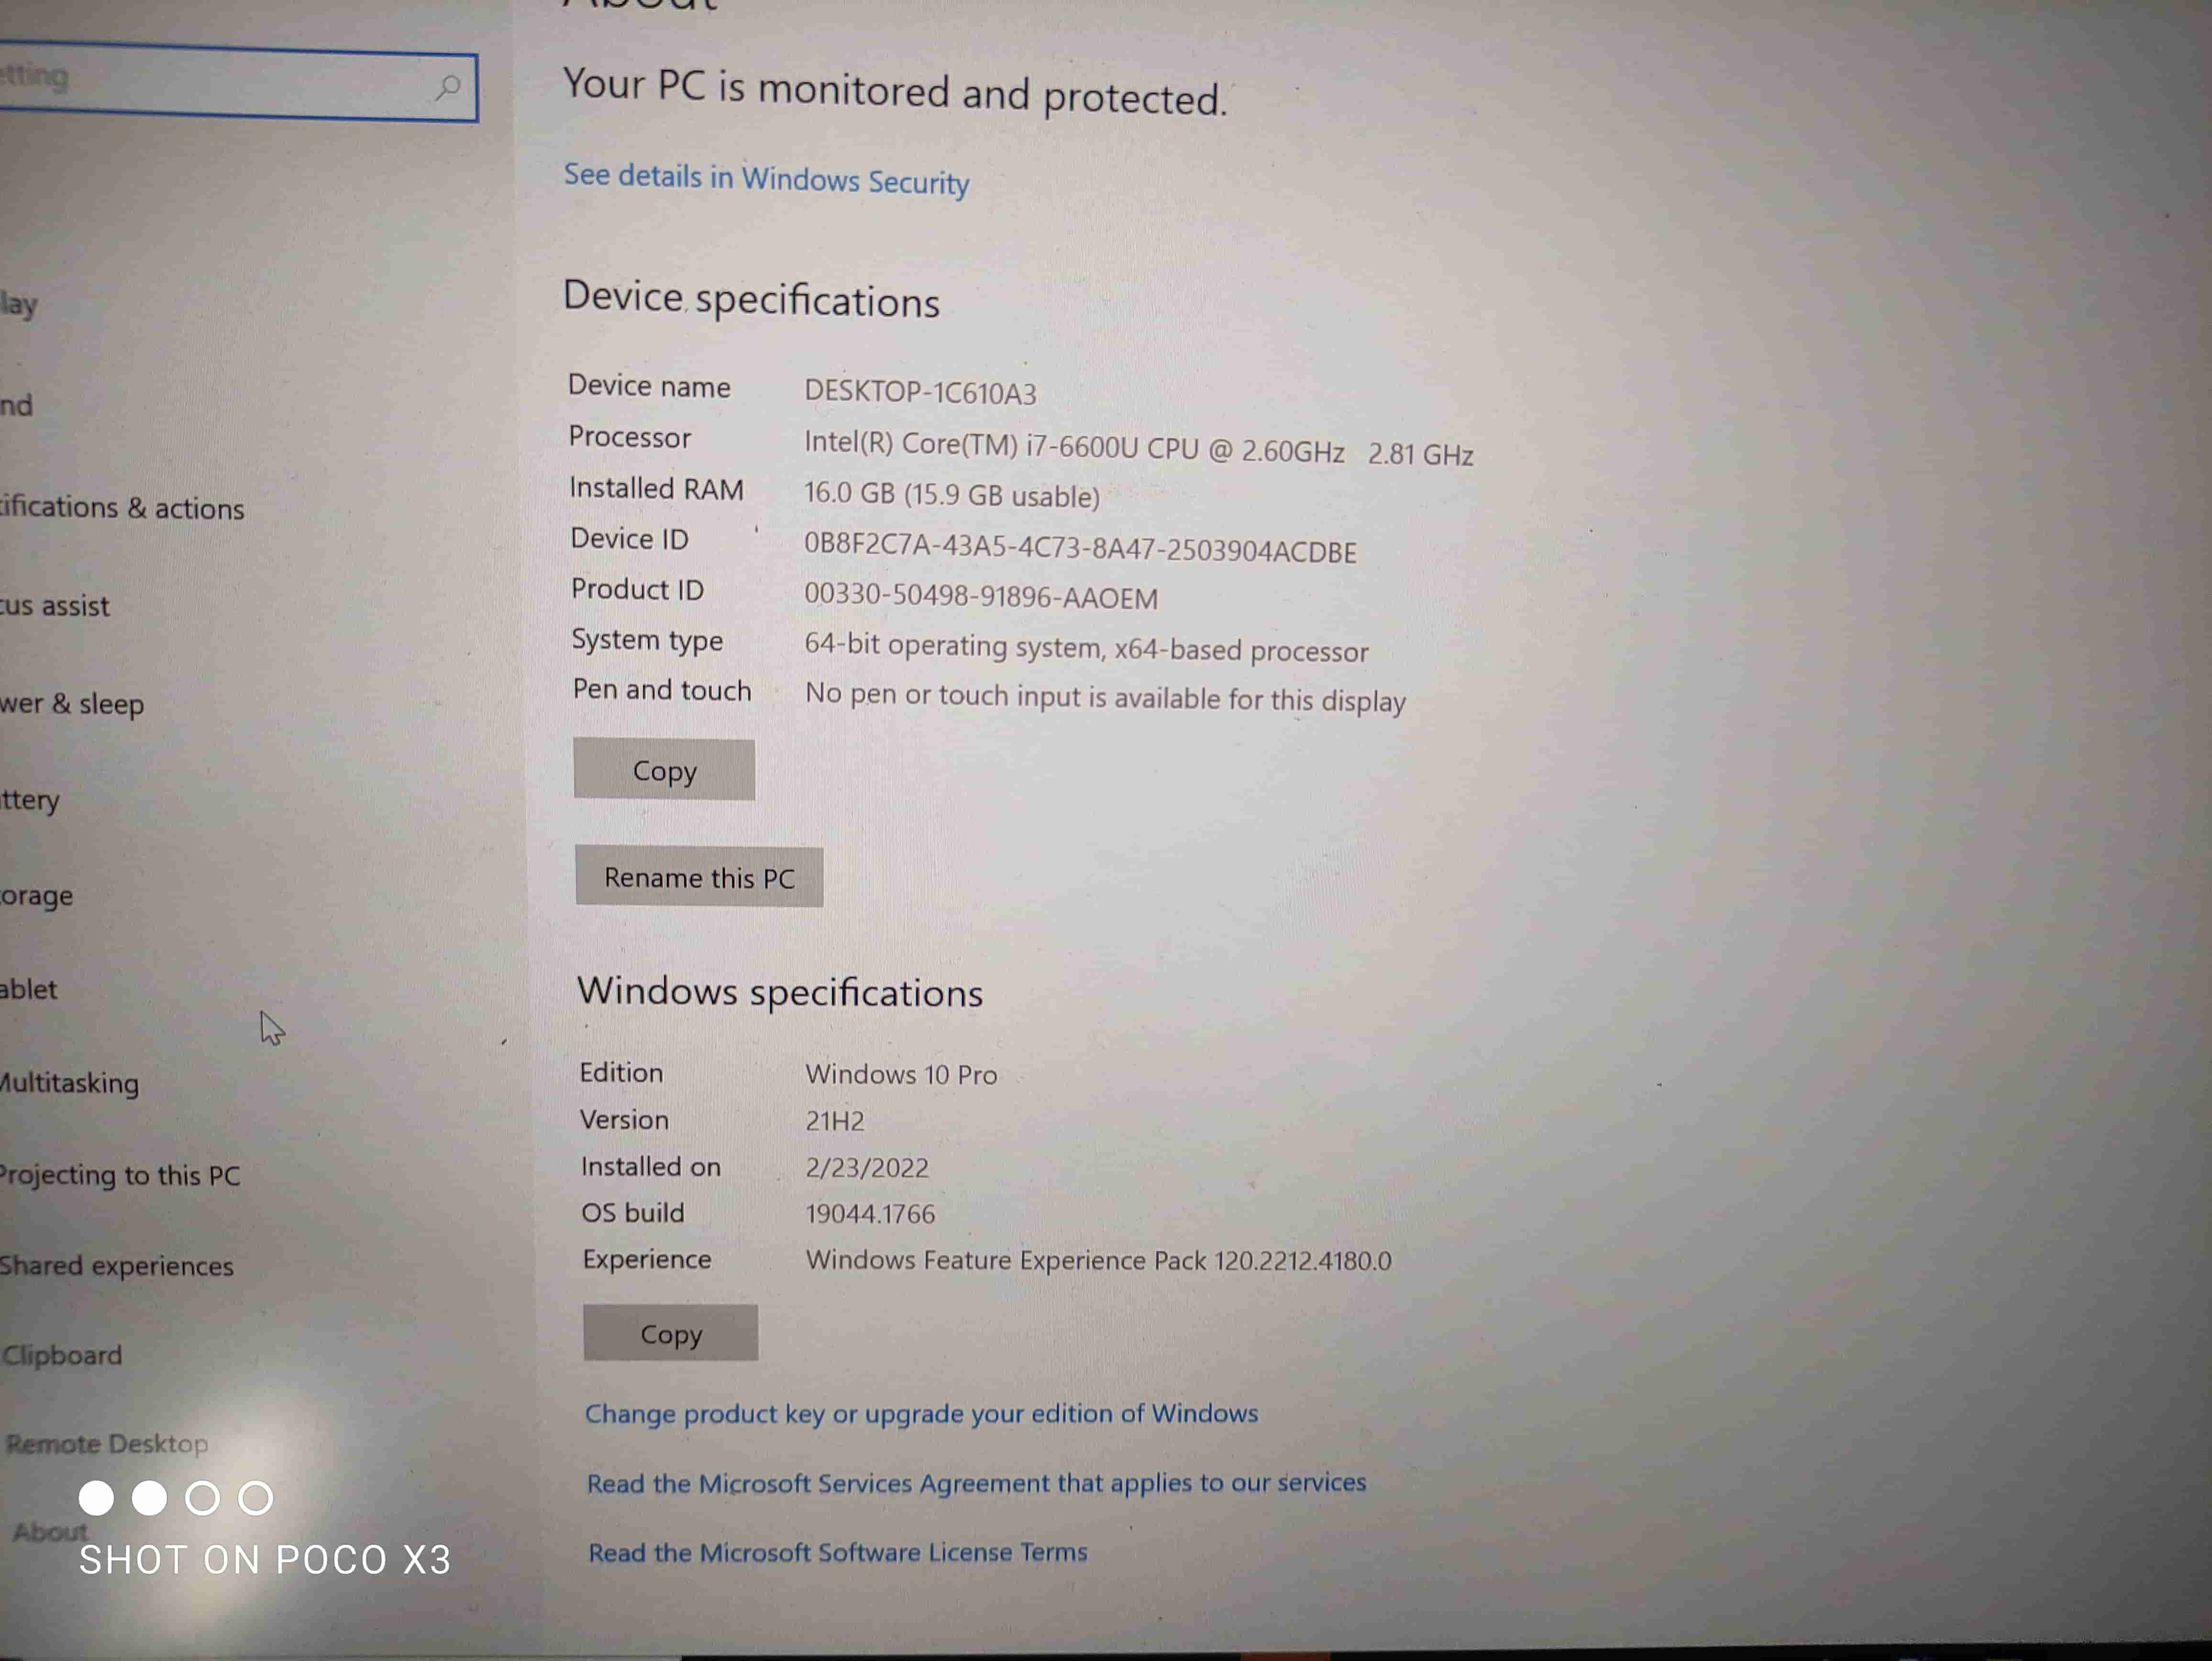 About
etting
Your PC is monitored and protected.
See details in Windows Security
Device specifications
Device name DESKTOP-1C610A3
Processor Intel(R) Core(TM) i7-6600U CPU @ 2.60GHz 2.81 GHz
Installed RAM 16.0 GB (15.9 GB usable)
Device ID 0B8F2C7A-43A5-4C73-8A47-2503904ACDBE
Product ID 00330-50498-91896-AAOEM
System type 64-bit operating system, x64-based processor
Pen and touch No pen or touch input is available for this display
Copy
Rename this PC
Windows specifications
Edition Windows 10 Pro
Version 21H2
Installed on 2/23/2022
OS build 19044.1766
Experience Windows Feature Experience Pack 120.2212.4180.0
Copy
Change product key or upgrade your edition of Windows
Read the Microsoft Services Agreement that applies to our services
Read the Microsoft Software License Terms
lay
nd
ifications & actions
cus assist
wer & sleep
ttery
orage
ablet
Multitasking
Projecting to this PC
Shared experiences
Clipboard
Remote Desktop
About
SHOT ON POCO X3